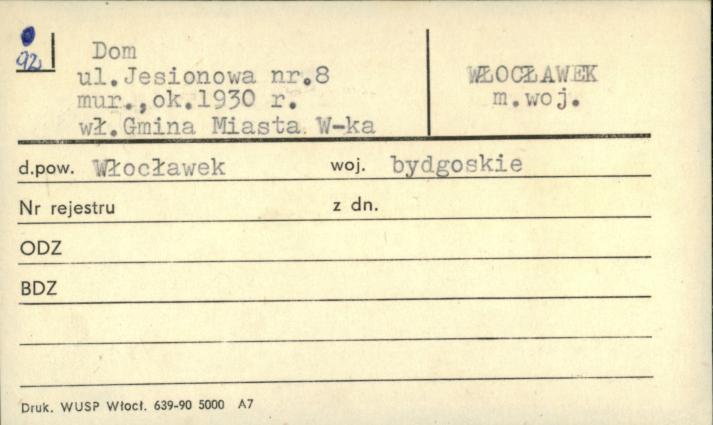 92
Dom
ul.Jesionowa nr.8
mur.,ok.1930 r.
wł.Gmina Miasta W-ka
WŁOCŁAWEK
m.woj.
d.pow. Włocławek woj. bydgoskie
Nr rejestru z dn.
ODZ
BDZ
Druk. WUSP Włocł. 639-90 5000 A7